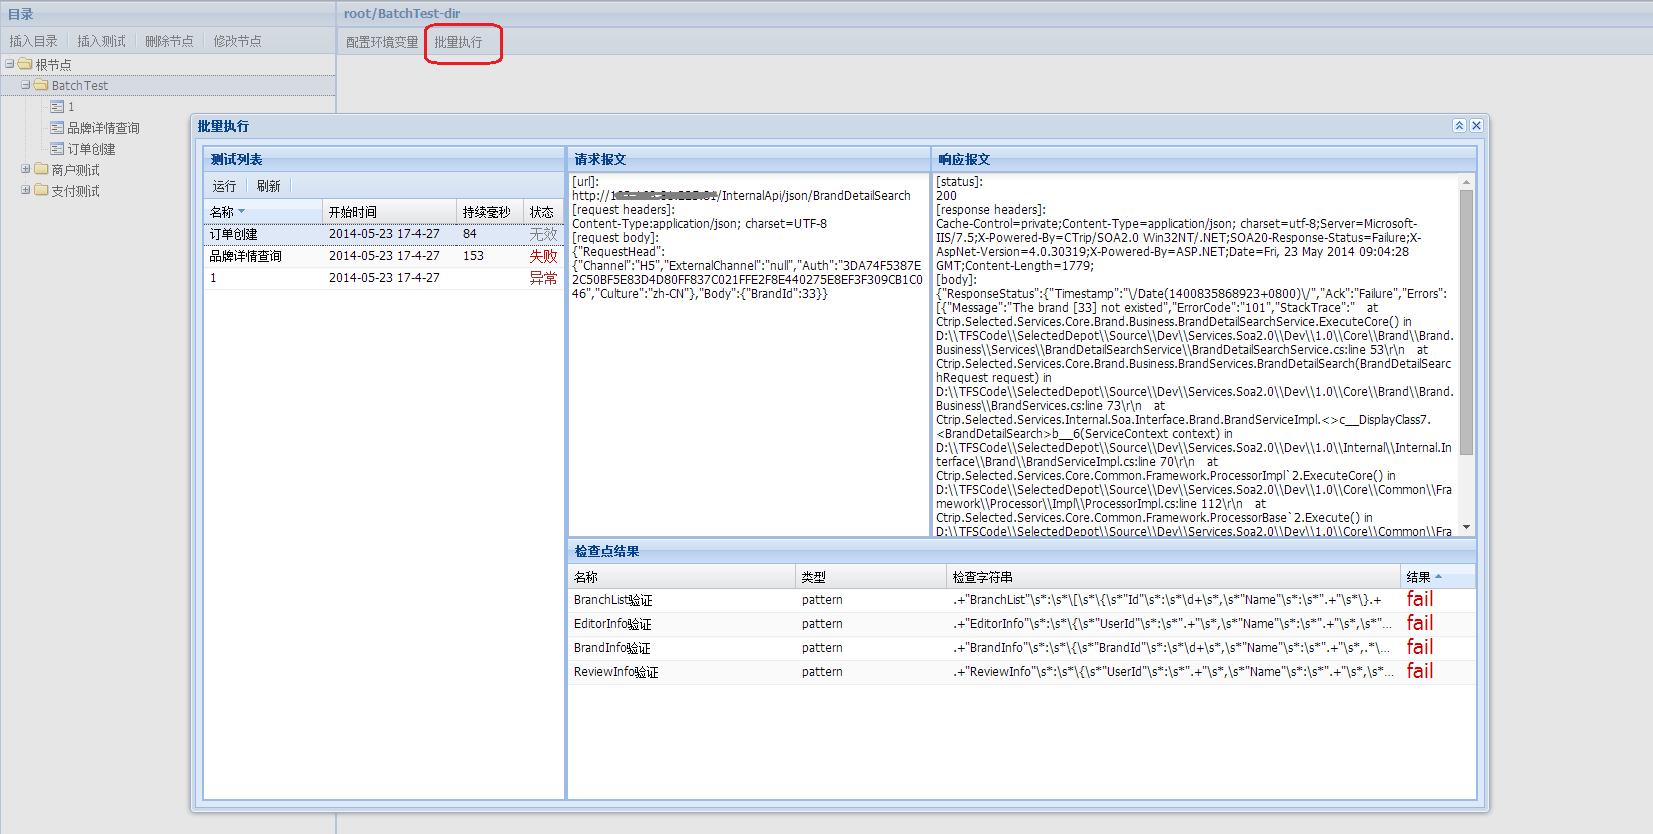 目录
插入目录 插入测试 删除节点 修改节点
根节点
BatchTest
1
品牌详情查询
订单创建
商户测试
支付测试
root/BatchTest-dir
配置环境变量 批量执行
批量执行
测试列表
运行 刷新
名称 开始时间 持续毫秒 状态
订单创建 2014-05-23 17-4-27 84 无效
品牌详情查询 2014-05-23 17-4-27 153 失败
1 2014-05-23 17-4-27 异常
请求报文
[url]:
http://1 /InternalApi/json/BrandDetailSearch
[request headers]:
Content-Type:application/json; charset=UTF-8
[request body]:
{"RequestHead":
{"Channel":"H5","ExternalChannel":"null","Auth":"3DA74F5387E
2C50BF5E83D4D80FF837C021FFE2F8E440275E8EF3F309CB1C0
46","Culture":"zh-CN"},"Body":{"BrandId":33}}
响应报文
[status]:
200
[response headers]:
Cache-Control=private;Content-Type=application/json; charset=utf-8;Server=Microsoft-
IIS/7.5;X-Powered-By=CTrip/SOA2.0 Win32NT/.NET;SOA20-Response-Status=Failure;X-
AspNet-Version=4.0.30319;X-Powered-By=ASP.NET;Date=Fri, 23 May 2014 09:04:28
GMT;Content-Length=1779;
[body]:
{"ResponseStatus":{"Timestamp":"\/Date(1400835868923+0800)\/","Ack":"Failure","Errors":
[{"Message":"The brand [33] not existed","ErrorCode":"101","StackTrace":" at
Ctrip.Selected.Services.Core.Brand.Business.BrandDetailSearchService.ExecuteCore() in
D:\\TFSCode\\SelectedDepot\\Source\\Dev\\Services.Soa2.0\\Dev\\1.0\\Core\\Brand\\Brand.
Business\\Services\\BrandDetailSearchService\\BrandDetailSearchService.cs:line 53\r\n at
Ctrip.Selected.Services.Core.Brand.Business.BrandServices.BrandDetailSearch(BrandDetailSearc
hRequest request) in
D:\\TFSCode\\SelectedDepot\\Source\\Dev\\Services.Soa2.0\\Dev\\1.0\\Core\\Brand\\Brand.
Business\\BrandServices.cs:line 73\r\n at
Ctrip.Selected.Services.Internal.Soa.Interface.Brand.BrandServiceImpl.<>c__DisplayClass7.
<BrandDetailSearch>b__6(ServiceContext context) in
D:\\TFSCode\\SelectedDepot\\Source\\Dev\\Services.Soa2.0\\Dev\\1.0\\Internal\\Internal.In
terface\\Brand\\BrandServiceImpl.cs:line 70\r\n at
Ctrip.Selected.Services.Core.Common.Framework.ProcessorImpl`2.ExecuteCore() in
D:\\TFSCode\\SelectedDepot\\Source\\Dev\\Services.Soa2.0\\Dev\\1.0\\Core\\Common\\Fra
mework\\Processor\\Impl\\ProcessorImpl.cs:line 112\r\n at
Ctrip.Selected.Services.Core.Common.Framework.ProcessorBase`2.Execute() in
D:\\TFSCode\\SelectedDepot\\Source\\Dev\\Services.Soa2.0\\Dev\\1.0\\Core\\Common\\Fra
检查点结果
名称 类型 检查字符串 结果
BranchList验证 pattern .+"BranchList"\s*:\s*\[\s*\{\s*"Id"\s*:\s*\d+\s*,\s*"Name"\s*:\s*".+"\s*\}.+ fail
EditorInfo验证 pattern .+"EditorInfo"\s*:\s*\{\s*"UserId"\s*:\s*".+"\s*,\s*"Name"\s*:\s*".+"\s*,\s*"... fail
BrandInfo验证 pattern .+"BrandInfo"\s*:\s*\{\s*"BrandId"\s*:\s*\d+\s*,\s*"Name"\s*:\s*".+"\s*,.*\... fail
ReviewInfo验证 pattern .+"ReviewInfo"\s*:\s*\{\s*"UserId"\s*:\s*".+"\s*,\s*"Name"\s*:\s*".+"\s*,\s*... fail